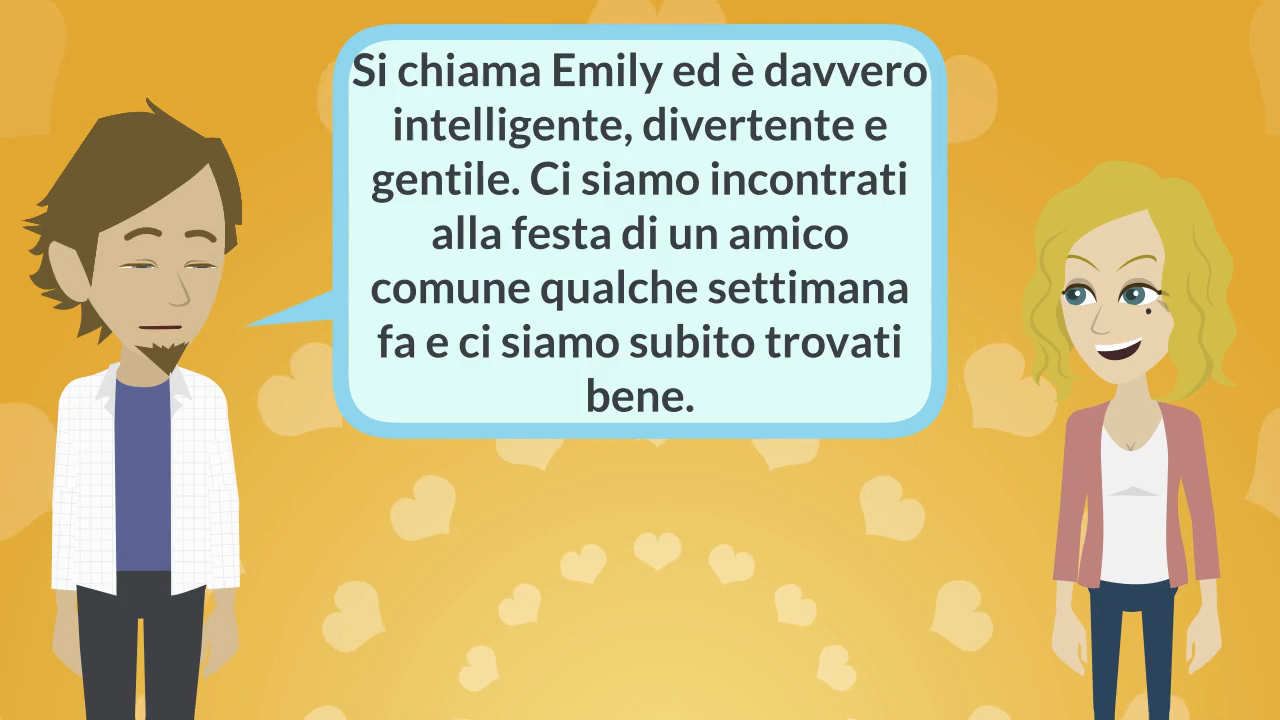 Si chiama Emily ed è davvero
intelligente, divertente e
gentile. Ci siamo incontrati
alla festa di un amico
comune qualche settimana
fa e ci siamo subito trovati
bene.